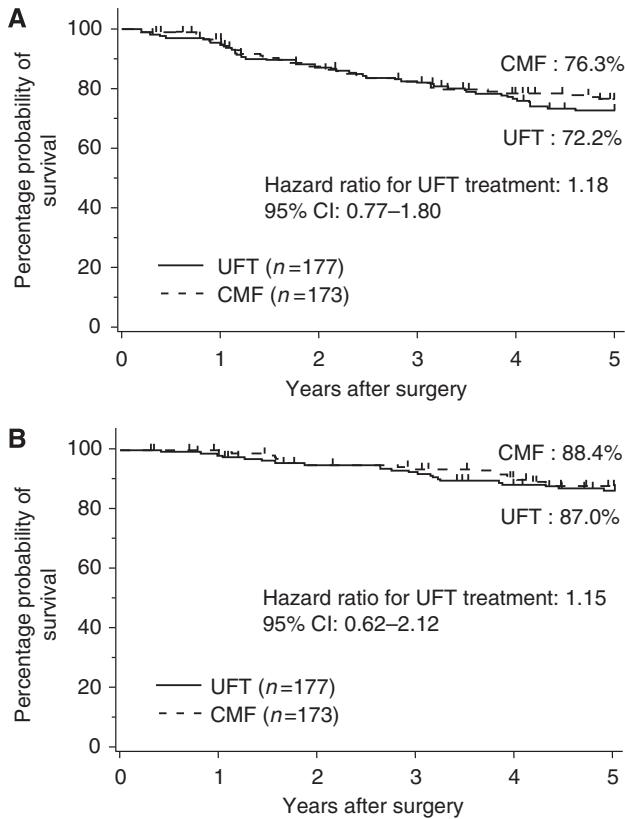 A
Percentage probability of
survival
100
80
60
40
20
0
CMF : 76.3%
UFT : 72.2%
Hazard ratio for UFT treatment: 1.18
95% CI: 0.77–1.80
UFT (n=177)
CMF (n=173)
0 1 2 3 4 5
Years after surgery
B
Percentage probability of
survival
100
80
60
40
20
0
CMF : 88.4%
UFT : 87.0%
Hazard ratio for UFT treatment: 1.15
95% CI: 0.62–2.12
UFT (n=177)
CMF (n=173)
0 1 2 3 4 5
Years after surgery